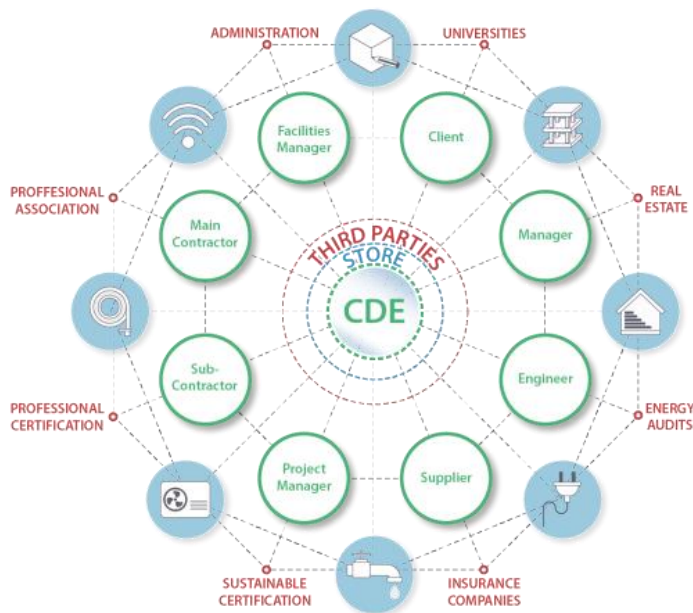 ADMINISTRATION
UNIVERSITIES
Facilities
Manager
Client
PROFFESIONAL
ASSOCIATION
REAL
ESTATE
Main
Contractor
Manager
THIRD PARTIES
STORE
CDE
Sub-
Contractor
Engineer
PROFESSIONAL
CERTIFICATION
ENERGY
AUDITS
Project
Manager
Supplier
SUSTAINABLE
CERTIFICATION
INSURANCE
COMPANIES